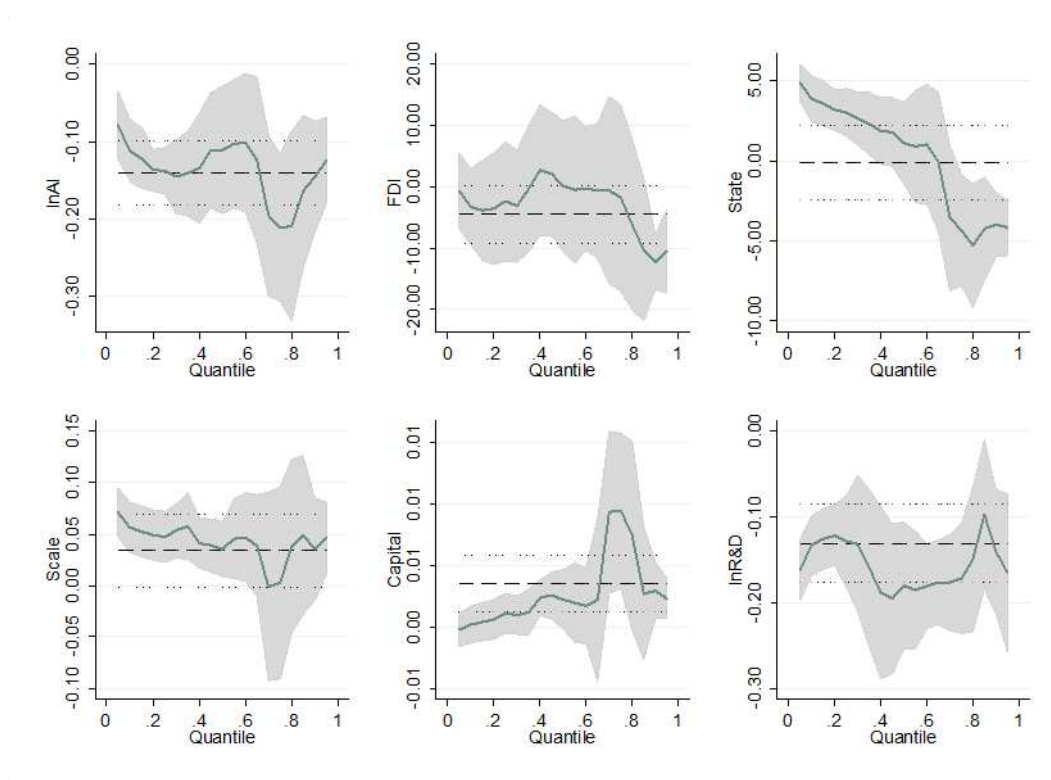 lnAI
0.00
-0.10
-0.20
-0.30
0 .2 .4 .6 .8 1
Quantile
FDI
20.00
10.00
0.00
-10.00
-20.00
0 .2 .4 .6 .8 1
Quantile
State
5.00
0.00
-5.00
-10.00
0 .2 .4 .6 .8 1
Quantile
Scale
0.15
0.10
0.05
0.00
-0.05
-0.10
0 .2 .4 .6 .8 1
Quantile
Capital
0.01
0.01
0.01
0.00
-0.01
0 .2 .4 .6 .8 1
Quantile
lnR&D
0.00
-0.10
-0.20
-0.30
0 .2 .4 .6 .8 1
Quantile